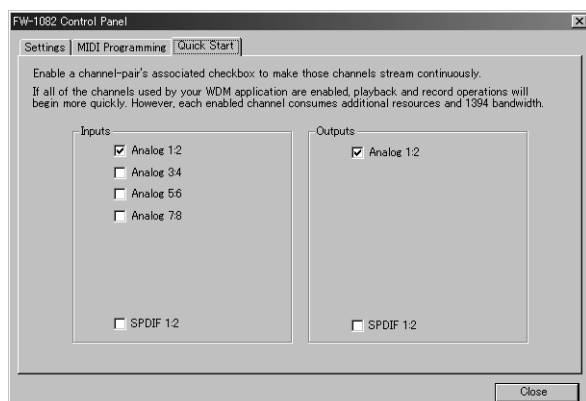 FW-1082 Control Panel
Settings MIDI Programming Quick Start
Enable a channel-pair's associated checkbox to make those channels stream continuously.
If all of the channels used by your WDM application are enabled, playback and record operations will
begin more quickly. However, each enabled channel consumes additional resources and 1394 bandwidth.
Inputs
Analog 1:2
Analog 3:4
Analog 5:6
Analog 7:8
SPDIF 1:2
Outputs
Analog 1:2
SPDIF 1:2
Close